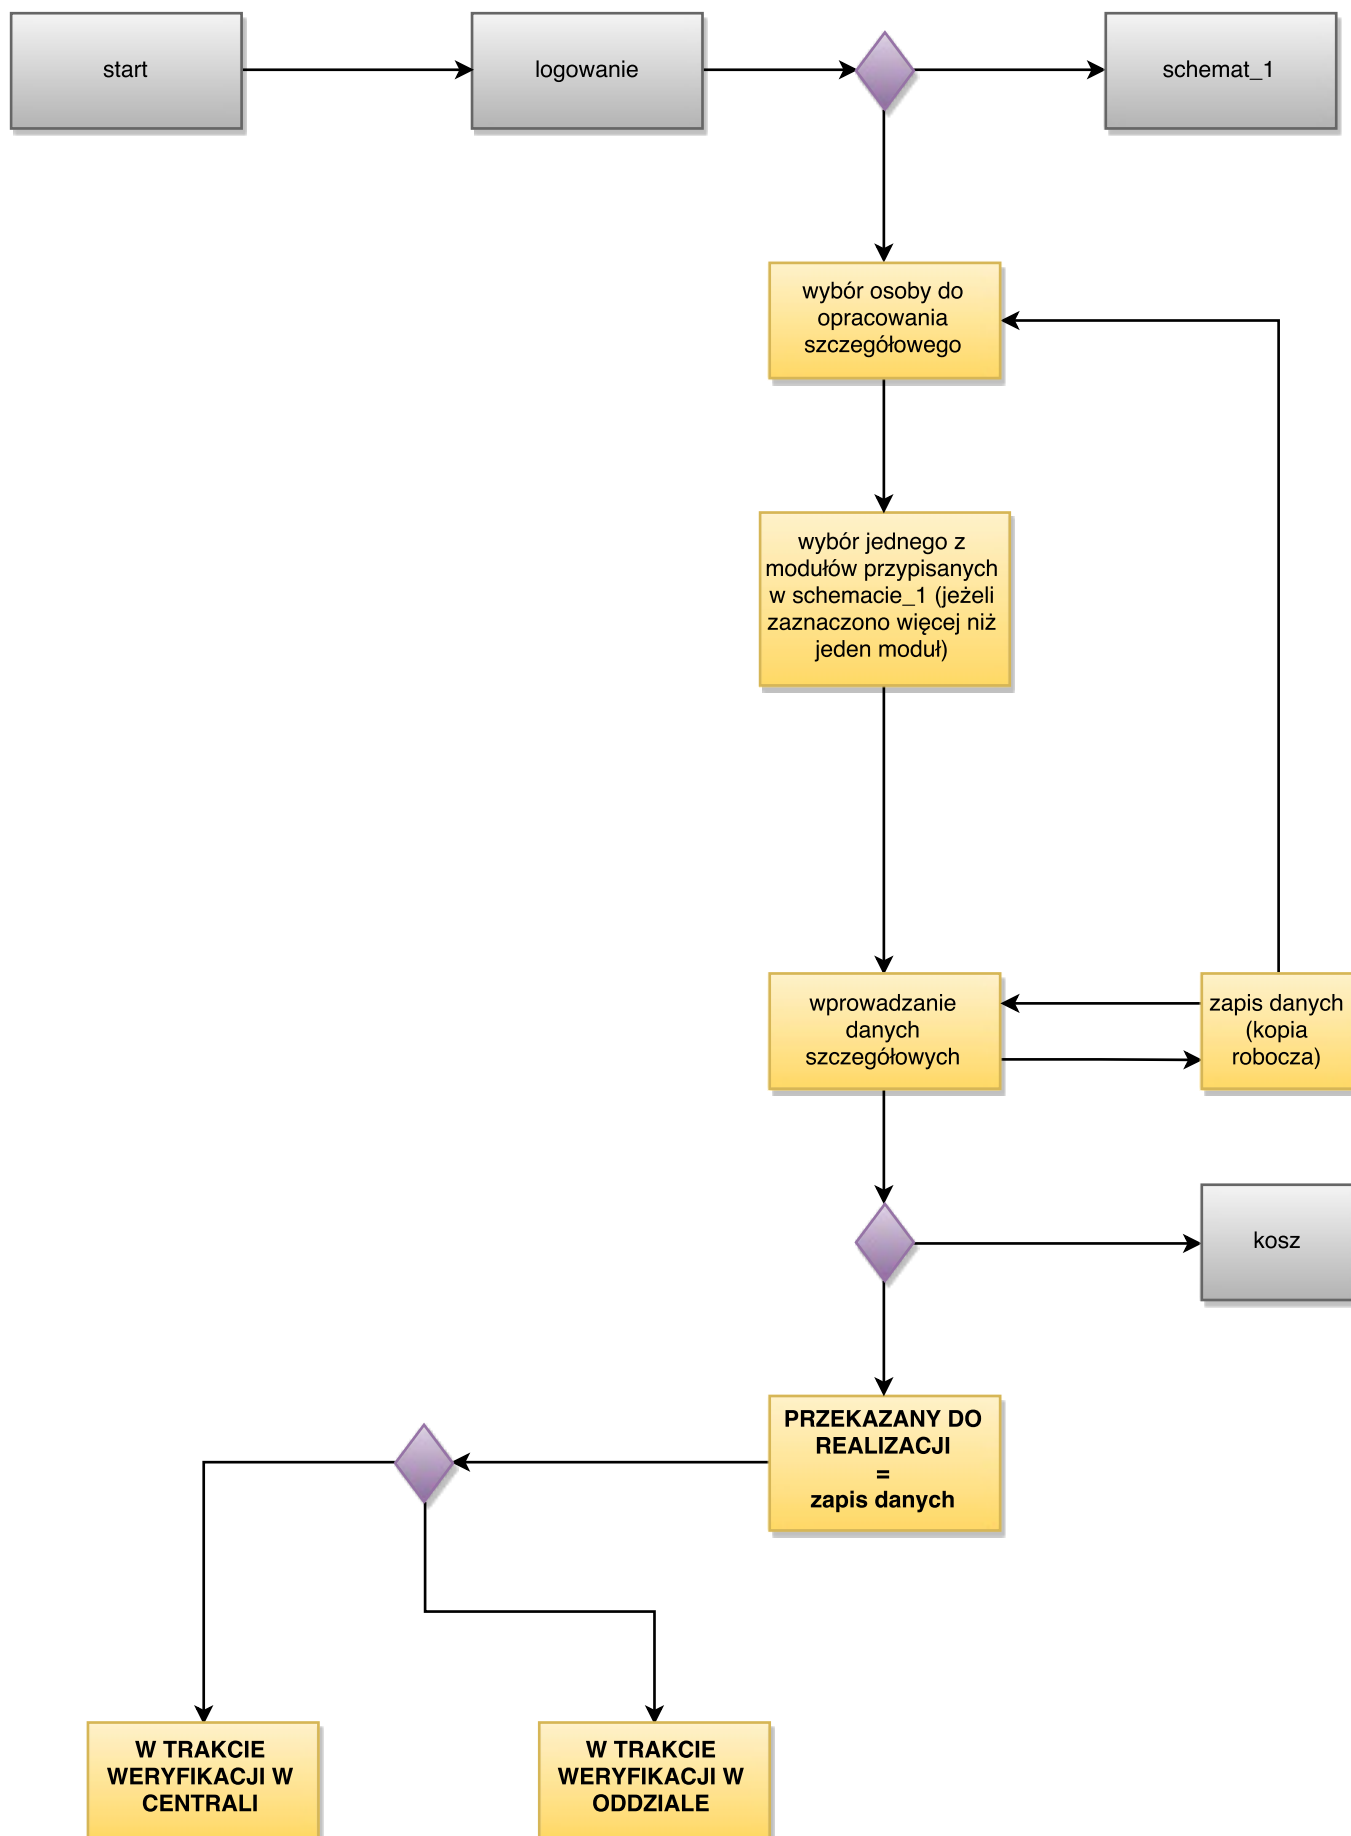 start
logowanie
schemat_1
wybór osoby do
opracowania
szczegółowego
wybór jednego z
modułów przypisanych
w schemacie_1 (jeżeli
zaznaczono więcej niż
jeden moduł)
wprowadzanie
danych
szczegółowych
zapis danych
(kopia
robocza)
kosz
PRZEKAZANY DO
REALIZACJI
=
zapis danych
W TRAKCIE
WERYFIKACJI W
CENTRALI
W TRAKCIE
WERYFIKACJI W
ODDZIALE